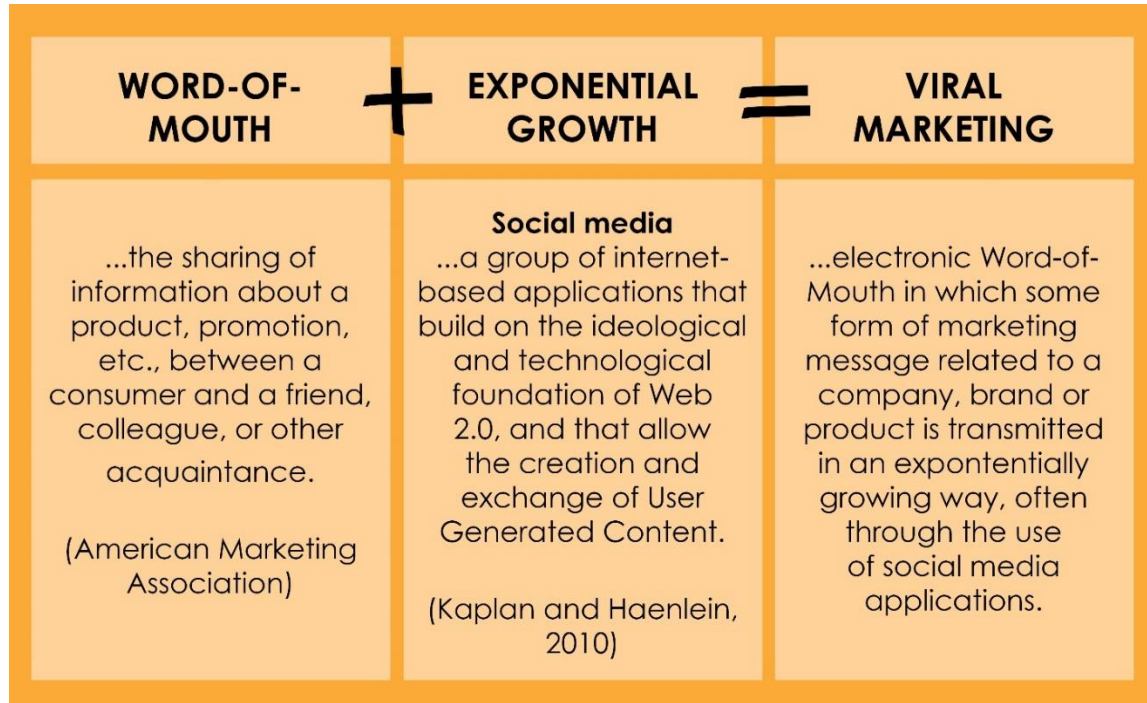 WORD-OF-
MOUTH
+
EXPONENTIAL
GROWTH
=
VIRAL
MARKETING
...the sharing of
information about a
product, promotion,
etc., between a
consumer and a friend,
colleague, or other
acquaintance.
(American Marketing
Association)
Social media
...a group of internet-
based applications that
build on the ideological
and technological
foundation of Web
2.0, and that allow
the creation and
exchange of User
Generated Content.
(Kaplan and Haenlein,
2010)
...electronic Word-of-
Mouth in which some
form of marketing
message related to a
company, brand or
product is transmitted
in an expontentially
growing way, often
through the use
of social media
applications.